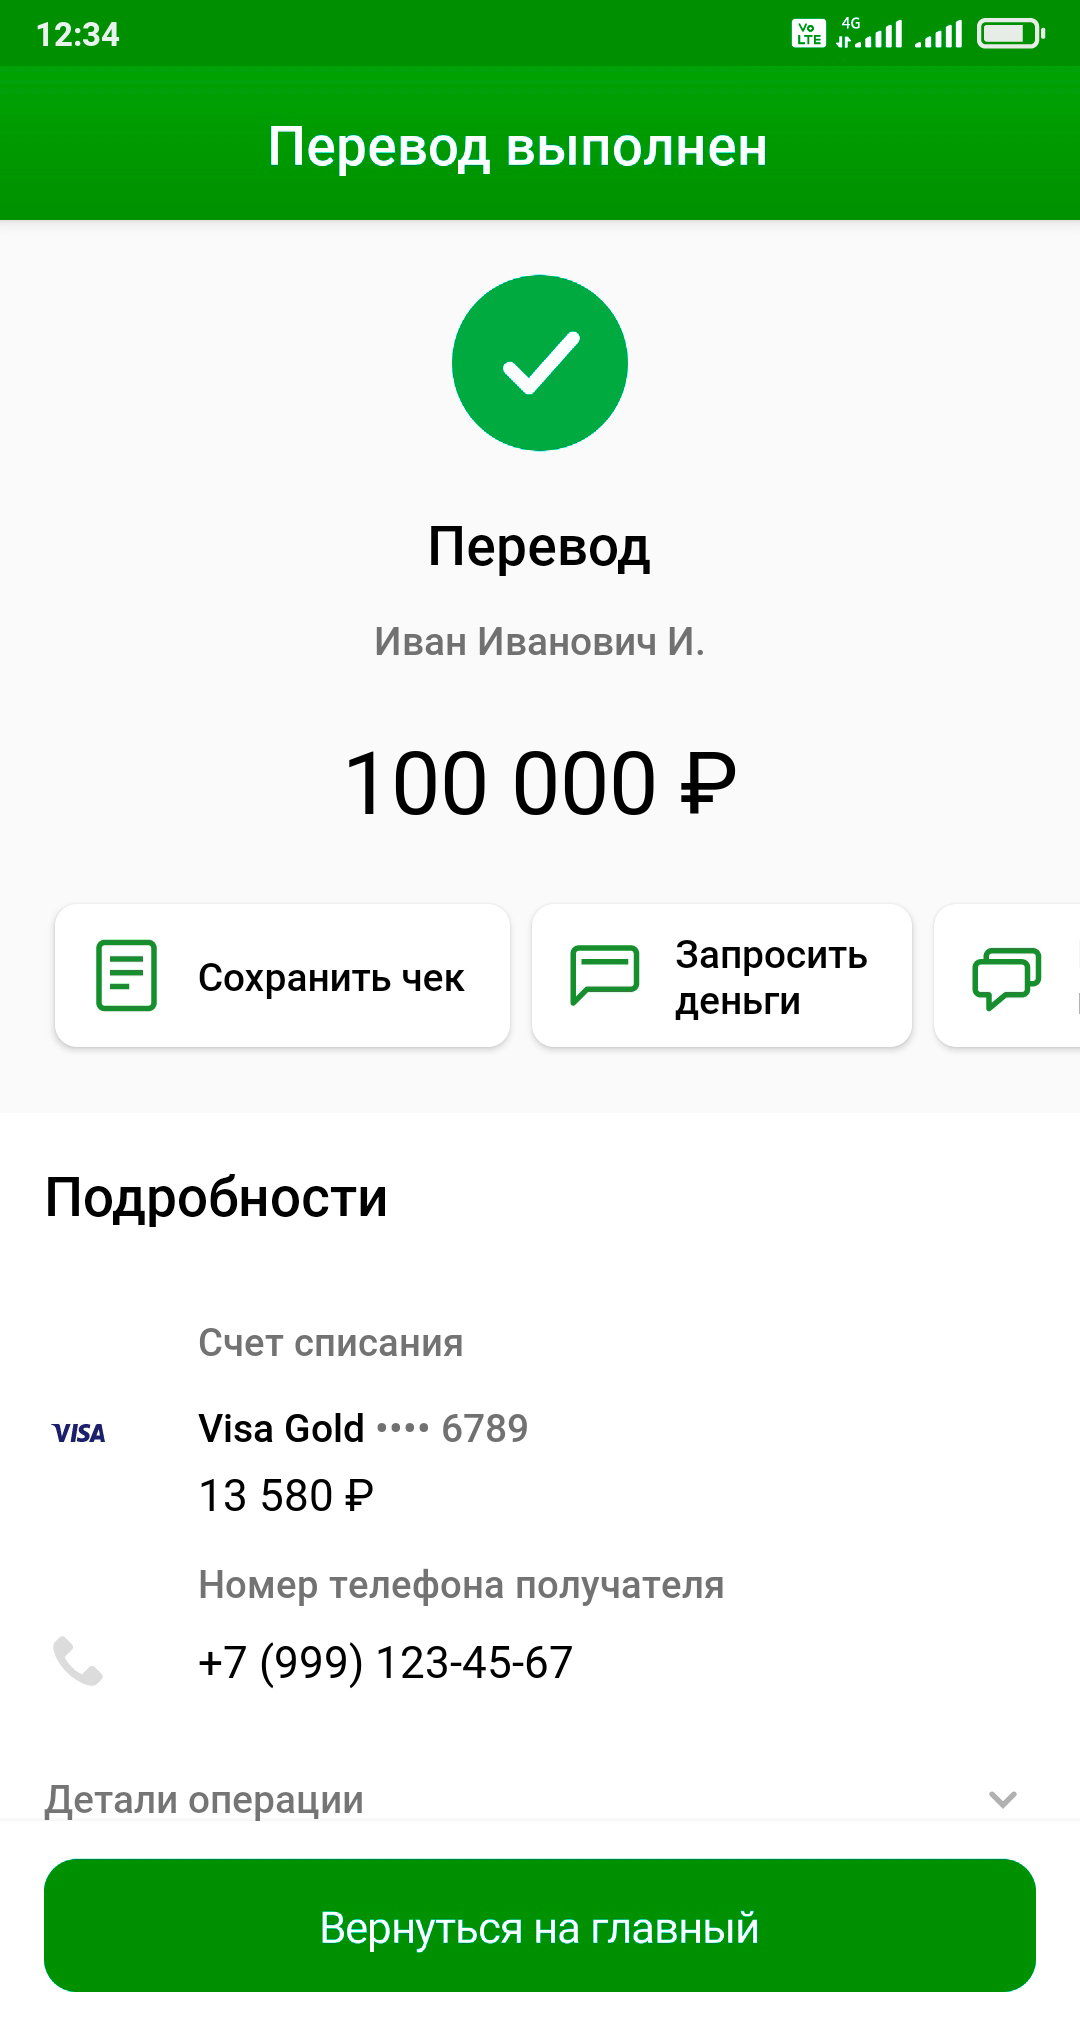 12:34
Vo LTE 4G
Перевод выполнен
Перевод
Иван Иванович И.
100 000 ₽
Сохранить чек
Запросить
деньги
Подробности
Счет списания
VISA
Visa Gold •••• 6789
13 580 ₽
Номер телефона получателя
+7 (999) 123-45-67
Детали операции
Вернуться на главный